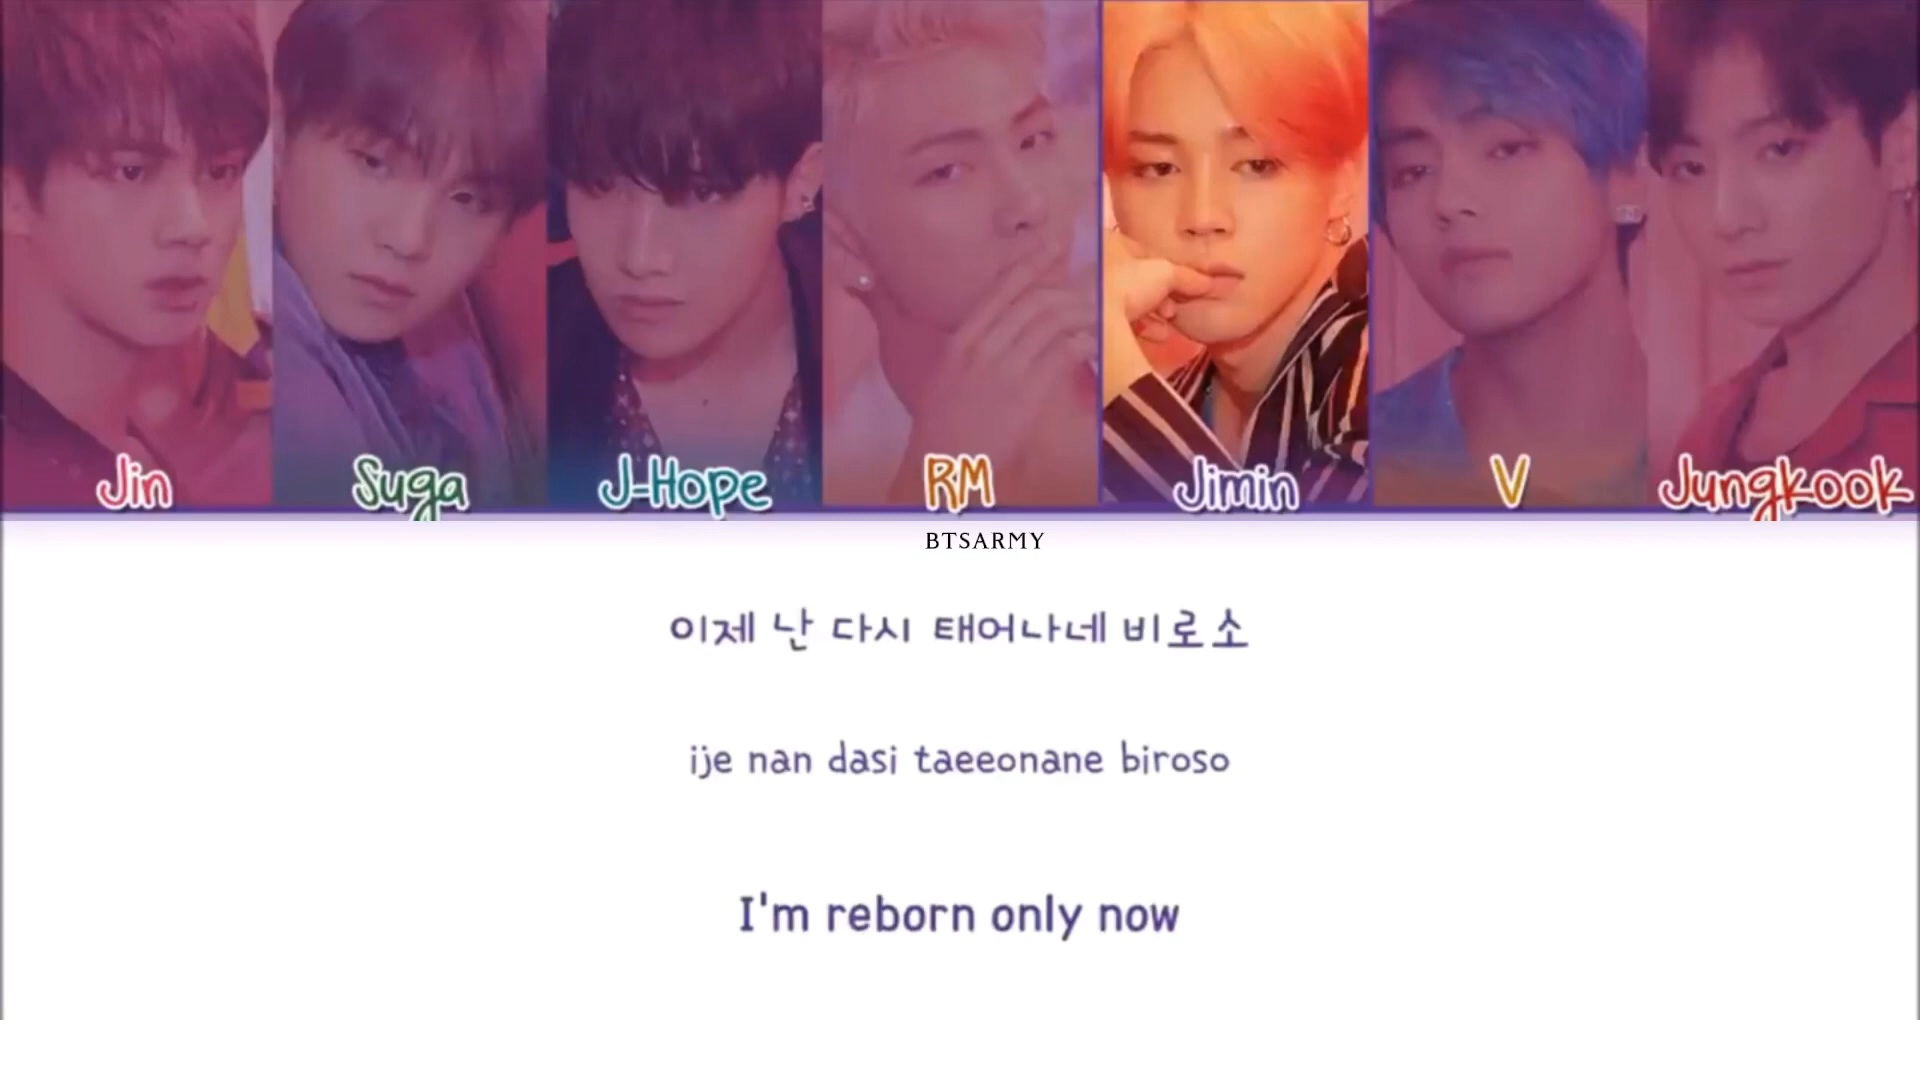 Jin Suga J-Hope RM Jimin V Jungkook
BTSARMY
이제 난 다시 태어나네 비로소
ije nan dasi taeeonane biroso
I'm reborn only now